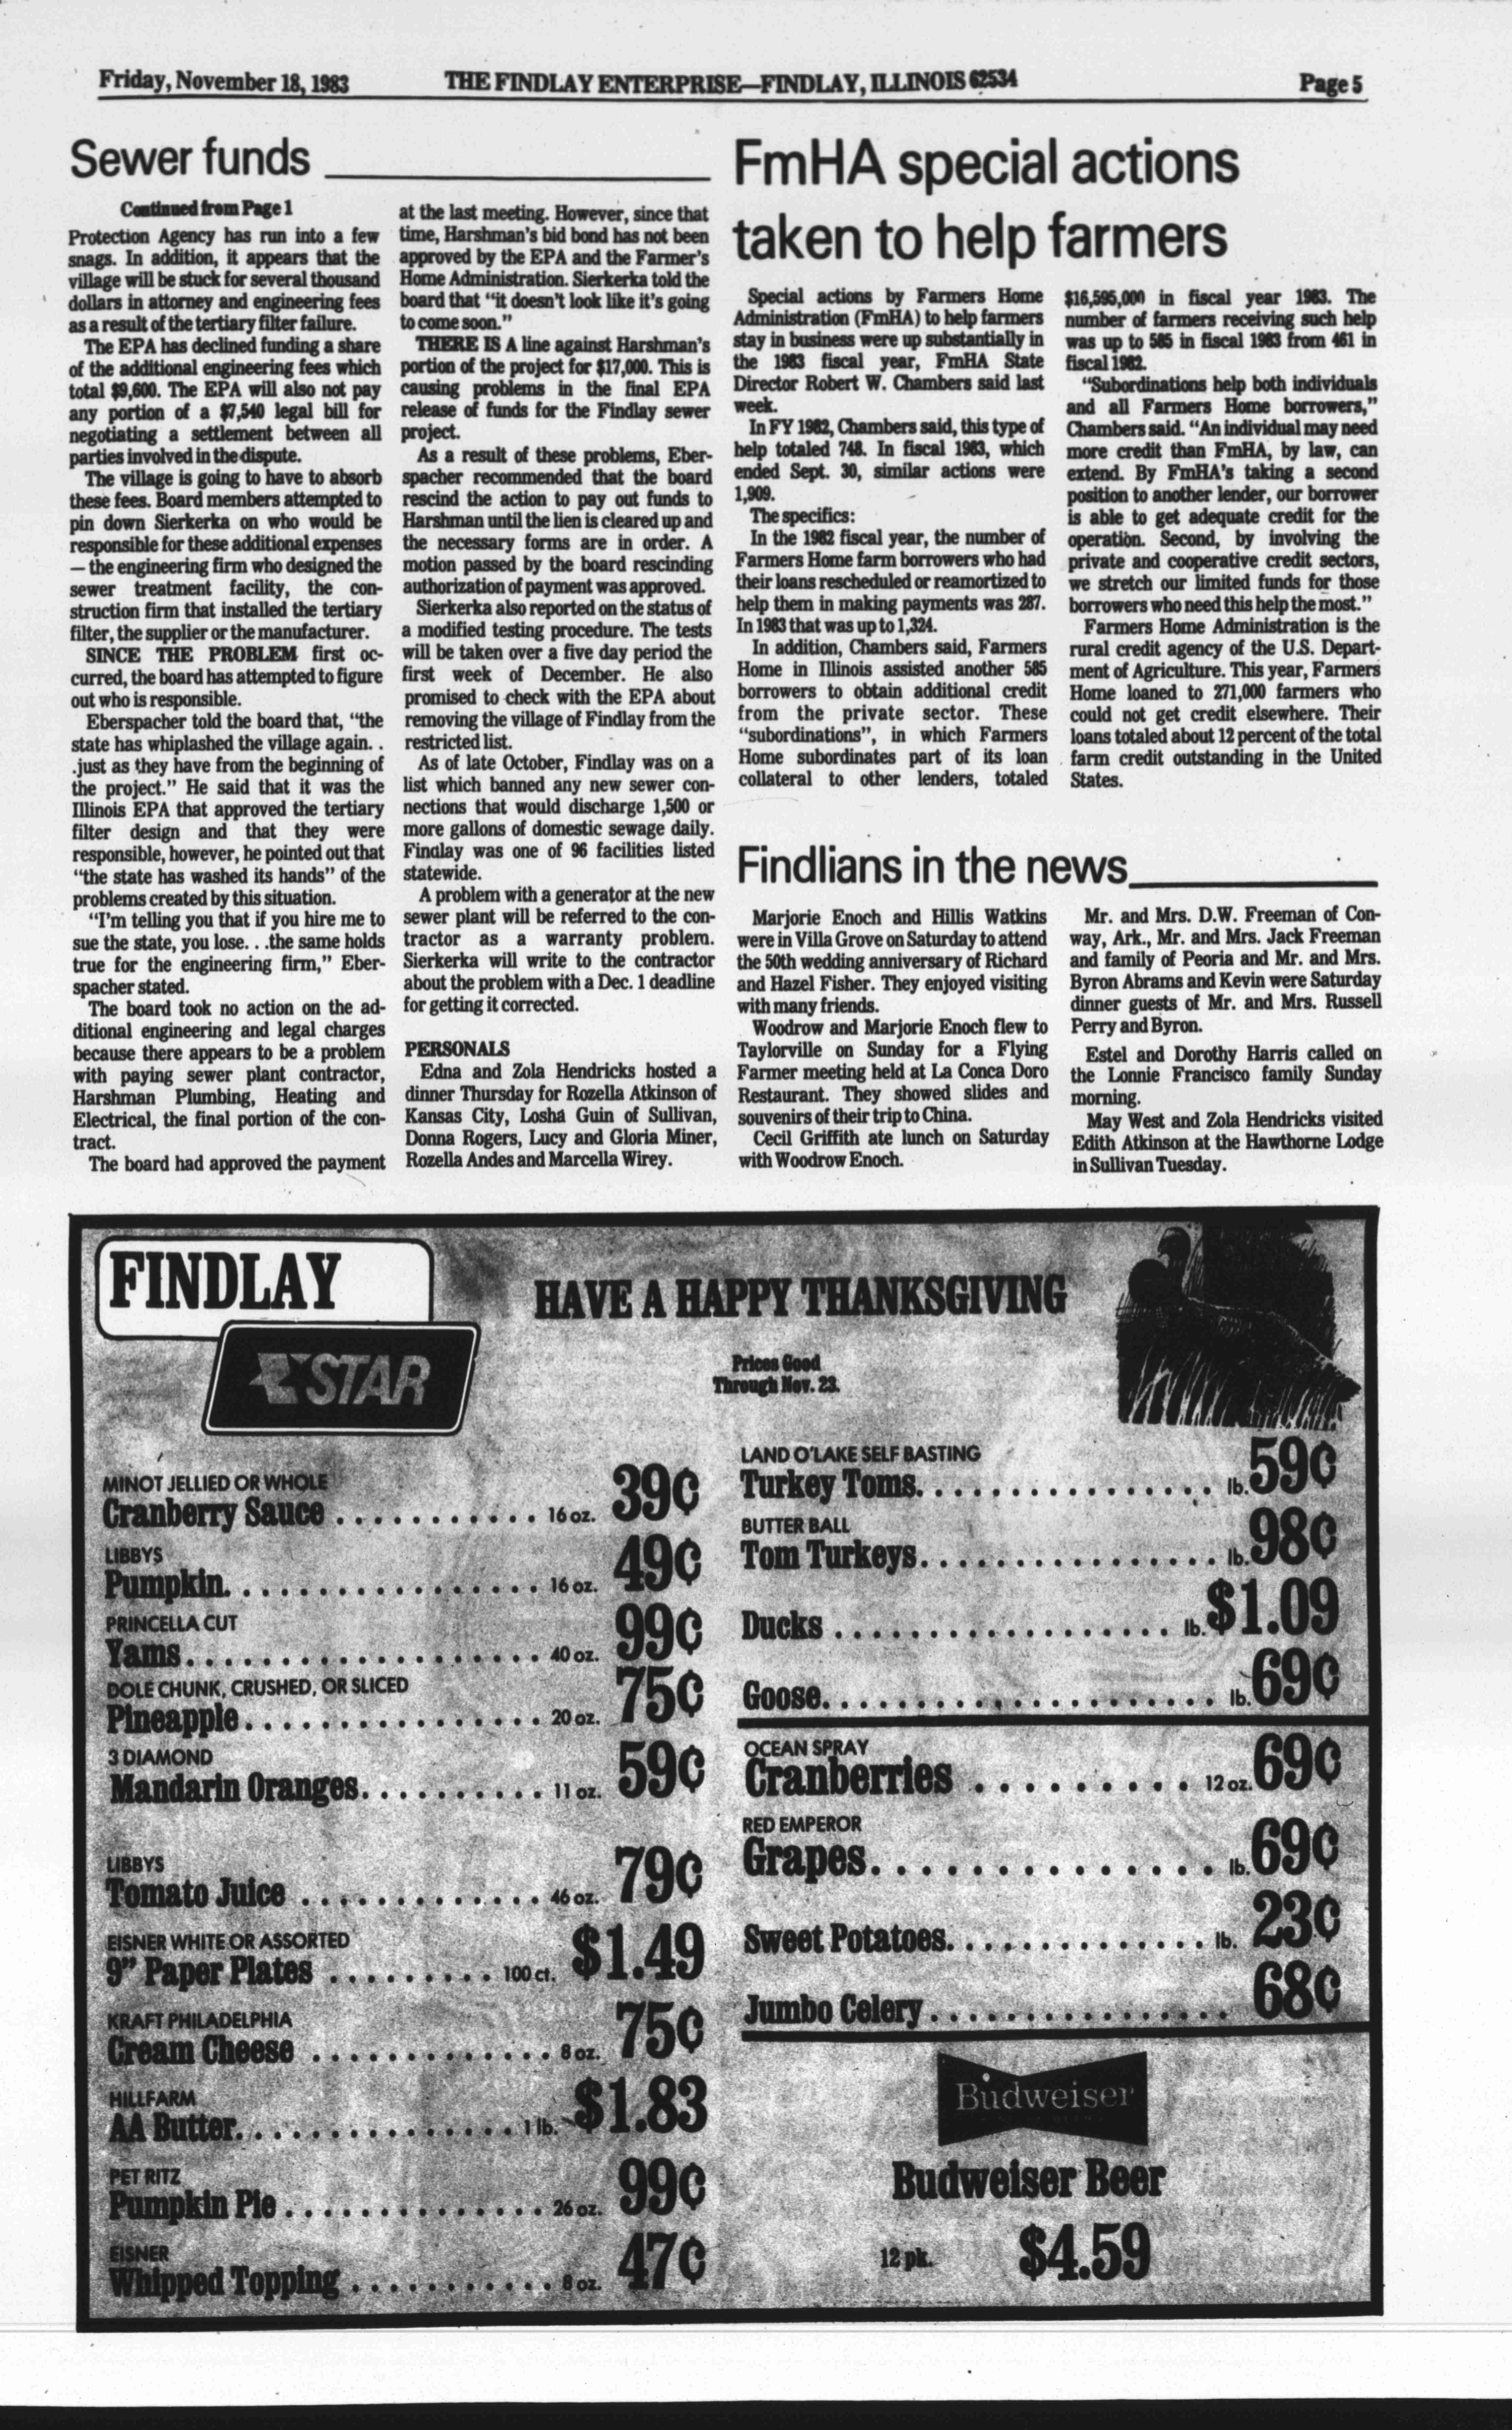 Friday, November 18, 1983
THE FINDLAY ENTERPRISE—FINDLAY, ILLINOIS 62534
Page 5
Sewer funds
Continued from Page 1
Protection Agency has run into a few
snags. In addition, it appears that the
village will be stuck for several thousand
dollars in attorney and engineering fees
as a result of the tertiary filter failure.
The EPA has declined funding a share
of the additional engineering fees which
total $9,600. The EPA will also not pay
any portion of a $7,540 legal bill for
negotiating a settlement between all
parties involved in the dispute.
The village is going to have to absorb
these fees. Board members attempted to
pin down Sierkerka on who would be
responsible for these additional expenses
— the engineering firm who designed the
sewer treatment facility, the con-
struction firm that installed the tertiary
filter, the supplier or the manufacturer.
SINCE THE PROBLEM first oc-
curred, the board has attempted to figure
out who is responsible.
Eberspacher told the board that, "the
state has whiplashed the village again. .
.just as they have from the beginning of
the project." He said that it was the
Illinois EPA that approved the tertiary
filter design and that they were
responsible, however, he pointed out that
"the state has washed its hands" of the
problems created by this situation.
"I'm telling you that if you hire me to
sue the state, you lose. . .the same holds
true for the engineering firm," Eber-
spacher stated.
The board took no action on the ad-
ditional engineering and legal charges
because there appears to be a problem
with paying sewer plant contractor,
Harshman Plumbing, Heating and
Electrical, the final portion of the con-
tract.
The board had approved the payment
at the last meeting. However, since that
time, Harshman's bid bond has not been
approved by the EPA and the Farmer's
Home Administration. Sierkerka told the
board that "it doesn't look like it's going
to come soon."
THERE IS A line against Harshman's
portion of the project for $17,000. This is
causing problems in the final EPA
release of funds for the Findlay sewer
project.
As a result of these problems, Eber-
spacher recommended that the board
rescind the action to pay out funds to
Harshman until the lien is cleared up and
the necessary forms are in order. A
motion passed by the board rescinding
authorization of payment was approved.
Sierkerka also reported on the status of
a modified testing procedure. The tests
will be taken over a five day period the
first week of December. He also
promised to check with the EPA about
removing the village of Findlay from the
restricted list.
As of late October, Findlay was on a
list which banned any new sewer con-
nections that would discharge 1,500 or
more gallons of domestic sewage daily.
Findlay was one of 96 facilities listed
statewide.
A problem with a generator at the new
sewer plant will be referred to the con-
tractor as a warranty problem.
Sierkerka will write to the contractor
about the problem with a Dec. 1 deadline
for getting it corrected.
PERSONALS
Edna and Zola Hendricks hosted a
dinner Thursday for Rozella Atkinson of
Kansas City, Losha Guin of Sullivan,
Donna Rogers, Lucy and Gloria Miner,
Rozella Andes and Marcella Wirey.
FmHA special actions
taken to help farmers
Special actions by Farmers Home
Administration (FmHA) to help farmers
stay in business were up substantially in
the 1983 fiscal year, FmHA State
Director Robert W. Chambers said last
week.
In FY 1982, Chambers said, this type of
help totaled 748. In fiscal 1983, which
ended Sept. 30, similar actions were
1,909.
The specifics:
In the 1982 fiscal year, the number of
Farmers Home farm borrowers who had
their loans rescheduled or reamortized to
help them in making payments was 287.
In 1983 that was up to 1,324.
In addition, Chambers said, Farmers
Home in Illinois assisted another 585
borrowers to obtain additional credit
from the private sector. These
"subordinations", in which Farmers
Home subordinates part of its loan
collateral to other lenders, totaled
$16,595,000 in fiscal year 1983. The
number of farmers receiving such help
was up to 585 in fiscal 1983 from 461 in
fiscal 1982.
"Subordinations help both individuals
and all Farmers Home borrowers,"
Chambers said. "An individual may need
more credit than FmHA, by law, can
extend. By FmHA's taking a second
position to another lender, our borrower
is able to get adequate credit for the
operation. Second, by involving the
private and cooperative credit sectors,
we stretch our limited funds for those
borrowers who need this help the most."
Farmers Home Administration is the
rural credit agency of the U.S. Depart-
ment of Agriculture. This year, Farmers
Home loaned to 271,000 farmers who
could not get credit elsewhere. Their
loans totaled about 12 percent of the total
farm credit outstanding in the United
States.
Findlians in the news
Marjorie Enoch and Hillis Watkins
were in Villa Grove on Saturday to attend
the 50th wedding anniversary of Richard
and Hazel Fisher. They enjoyed visiting
with many friends.
Woodrow and Marjorie Enoch flew to
Taylorville on Sunday for a Flying
Farmer meeting held at La Conca Doro
Restaurant. They showed slides and
souvenirs of their trip to China.
Cecil Griffith ate lunch on Saturday
with Woodrow Enoch.
Mr. and Mrs. D.W. Freeman of Con-
way, Ark., Mr. and Mrs. Jack Freeman
and family of Peoria and Mr. and Mrs.
Byron Abrams and Kevin were Saturday
dinner guests of Mr. and Mrs. Russell
Perry and Byron.
Estel and Dorothy Harris called on
the Lonnie Francisco family Sunday
morning.
May West and Zola Hendricks visited
Edith Atkinson at the Hawthorne Lodge
in Sullivan Tuesday.
FINDLAY
STAR
HAVE A HAPPY THANKSGIVING
Prices Good
Through Nov. 23.
MINOT JELLIED OR WHOLE
Cranberry Sauce . . . . . . . . . . . 16 oz. 39¢
LIBBYS
Pumpkin. . . . . . . . . . . . . . . . . 16 oz. 49¢
PRINCELLA CUT
Yams. . . . . . . . . . . . . . . . . . . 40 oz. 99¢
DOLE CHUNK, CRUSHED, OR SLICED
Pineapple. . . . . . . . . . . . . . . . 20 oz. 75¢
3 DIAMOND
Mandarin Oranges. . . . . . . . . . 11 oz. 59¢
LIBBYS
Tomato Juice . . . . . . . . . . . . . 46 oz. 79¢
EISNER WHITE OR ASSORTED
9" Paper Plates . . . . . . . . . 100 ct. $1.49
KRAFT PHILADELPHIA
Cream Cheese . . . . . . . . . . . . . 8 oz. 75¢
HILLFARM
AA Butter. . . . . . . . . . . . . . . 1 lb. $1.83
PET RITZ
Pumpkin Pie . . . . . . . . . . . . . . 26 oz. 99¢
EISNER
Whipped Topping . . . . . . . . . . . 8 oz. 47¢
LAND O'LAKE SELF BASTING
Turkey Toms. . . . . . . . . . . . . . . . lb. 59¢
BUTTER BALL
Tom Turkeys. . . . . . . . . . . . . . . . lb. 98¢
Ducks . . . . . . . . . . . . . . . . . . lb. $1.09
Goose. . . . . . . . . . . . . . . . . . . . . lb. 69¢
OCEAN SPRAY
Cranberries . . . . . . . . . . 12 oz. 69¢
RED EMPEROR
Grapes. . . . . . . . . . . . . . . lb. 69¢
Sweet Potatoes. . . . . . . . . . . . . . lb. 23¢
Jumbo Celery . . . . . . . . . . . . . . . . 68¢
Budweiser
Budweiser Beer
12 pk. $4.59